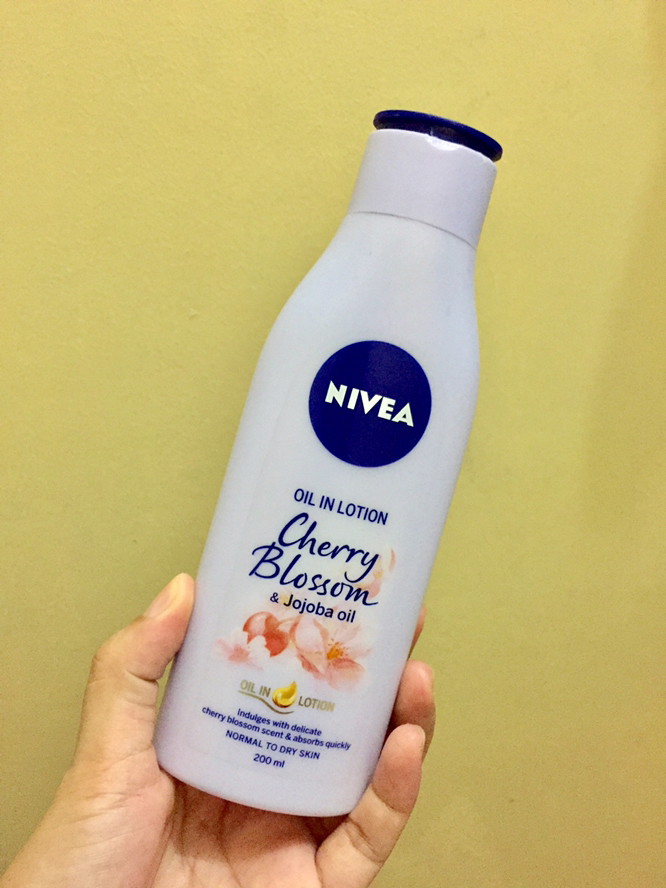 NIVEA
OIL IN LOTION
Cherry
Blossom
& Jojoba oil
OIL IN LOTION
Indulges with delicate
cherry blossom scent & absorbs quickly
NORMAL TO DRY SKIN
200 ml